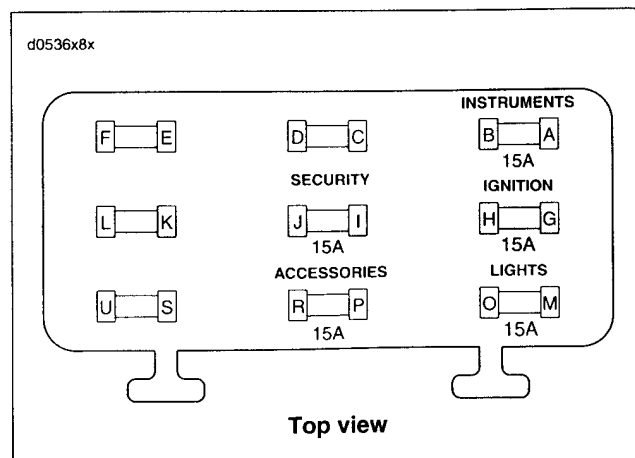 d0536x8x
INSTRUMENTS
F E D C B A
15A
SECURITY IGNITION
L K J I H G
15A 15A
ACCESSORIES LIGHTS
U S R P O M
15A 15A
Top view